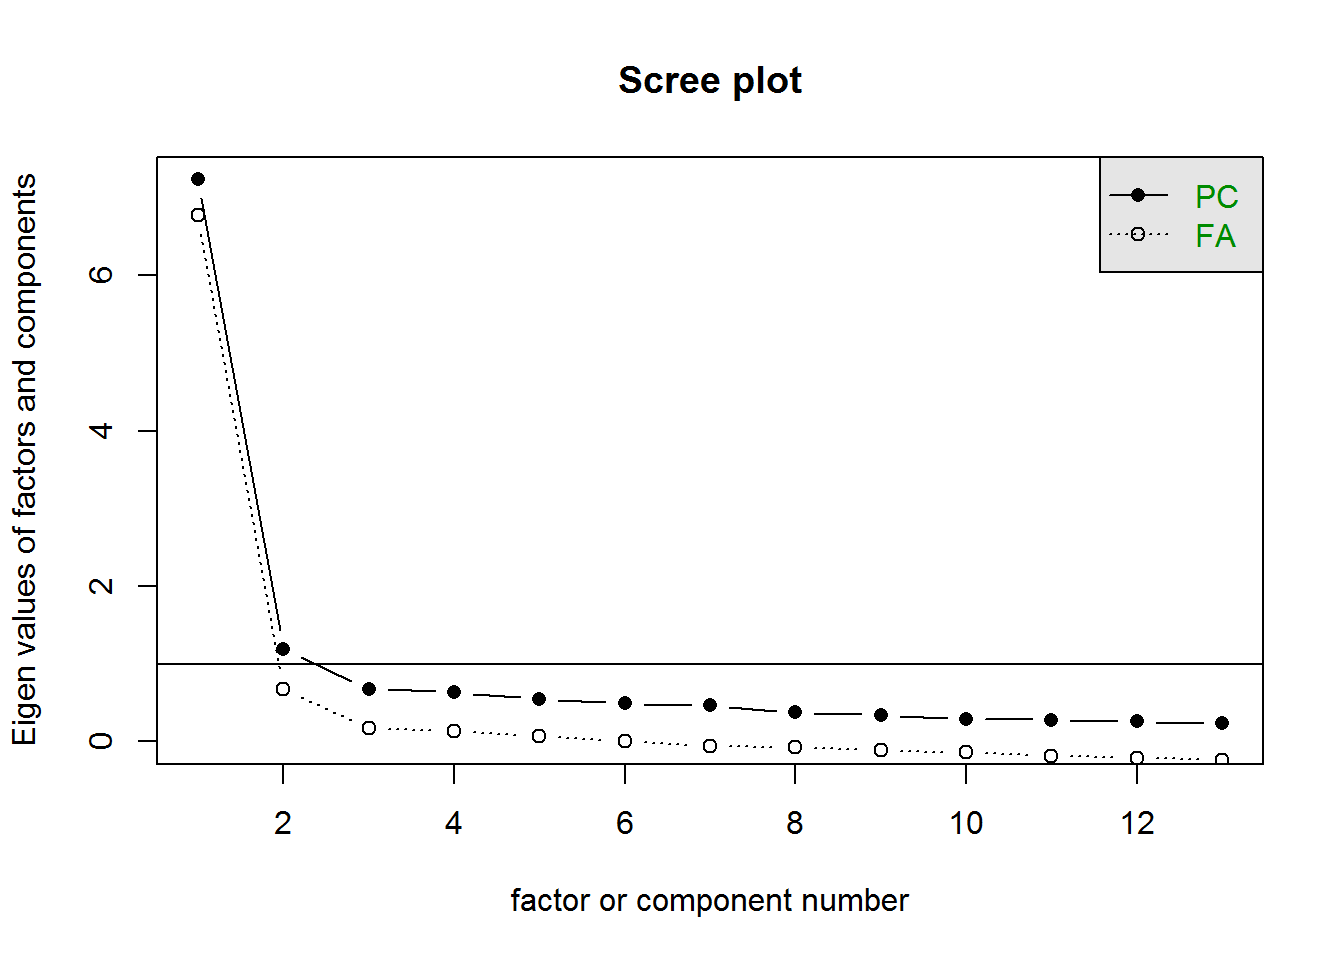 Scree plot
PC
FA
Eigen values of factors and components
6
4
2
0
2 4 6 8 10 12
factor or component number